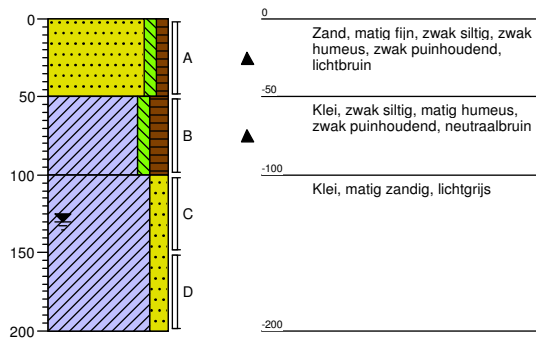 0
50
100
150
200
A
B
C
D
0
Zand, matig fijn, zwak siltig, zwak
humeus, zwak puinhoudend,
lichtbruin
-50
Klei, zwak siltig, matig humeus,
zwak puinhoudend, neutraalbruin
-100
Klei, matig zandig, lichtgrijs
-200